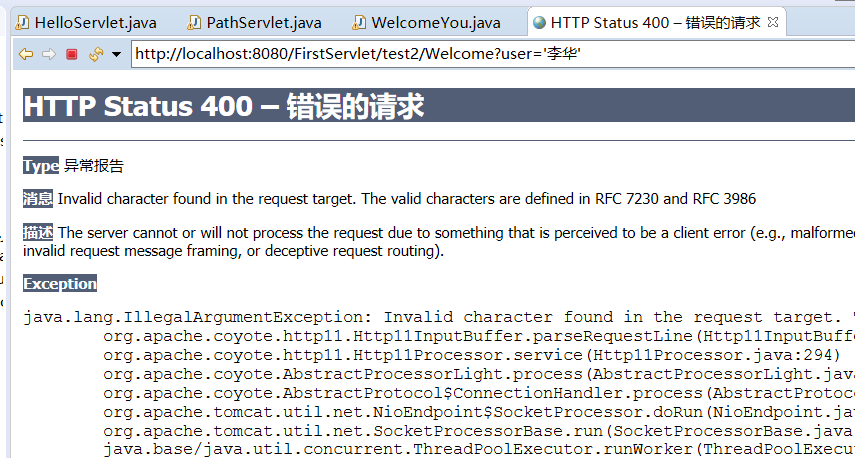 HelloServlet.java PathServlet.java WelcomeYou.java HTTP Status 400 – 错误的请求
http://localhost:8080/FirstServlet/test2/Welcome?user='李华'
HTTP Status 400 – 错误的请求
Type 异常报告
消息 Invalid character found in the request target. The valid characters are defined in RFC 7230 and RFC 3986
描述 The server cannot or will not process the request due to something that is perceived to be a client error (e.g., malformed
invalid request message framing, or deceptive request routing).
Exception
java.lang.IllegalArgumentException: Invalid character found in the request target.
org.apache.coyote.http11.Http11InputBuffer.parseRequestLine(Http11InputBuffe
org.apache.coyote.http11.Http11Processor.service(Http11Processor.java:294)
org.apache.coyote.AbstractProcessorLight.process(AbstractProcessorLight.java
org.apache.coyote.AbstractProtocol$ConnectionHandler.process(AbstractProtoco
org.apache.tomcat.util.net.NioEndpoint$SocketProcessor.doRun(NioEndpoint.jav
org.apache.tomcat.util.net.SocketProcessorBase.run(SocketProcessorBase.java
java.base/java.util.concurrent.ThreadPoolExecutor.runWorker(ThreadPoolExecu